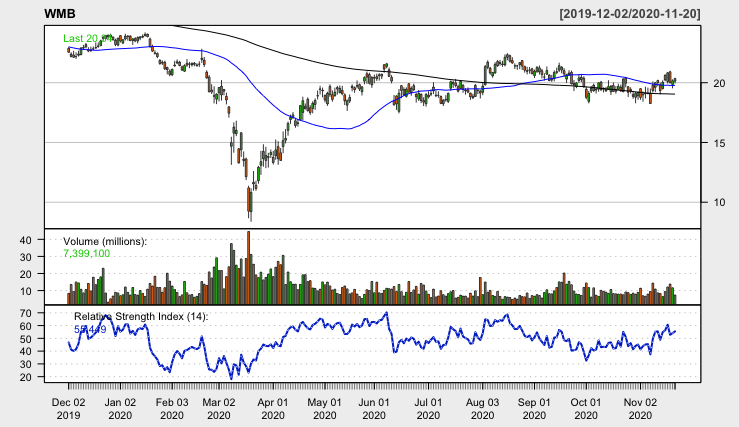 WMB [2019-12-02/2020-11-20]
Last 20
20
15
10
Volume (millions):
7,399,100
40
30
20
10
Relative Strength Index (14):
70
60
50
40
30
20
Dec 02 2019
Jan 02 2020
Feb 03 2020
Mar 02 2020
Apr 01 2020
May 01 2020
Jun 01 2020
Jul 01 2020
Aug 03 2020
Sep 01 2020
Oct 01 2020
Nov 02 2020